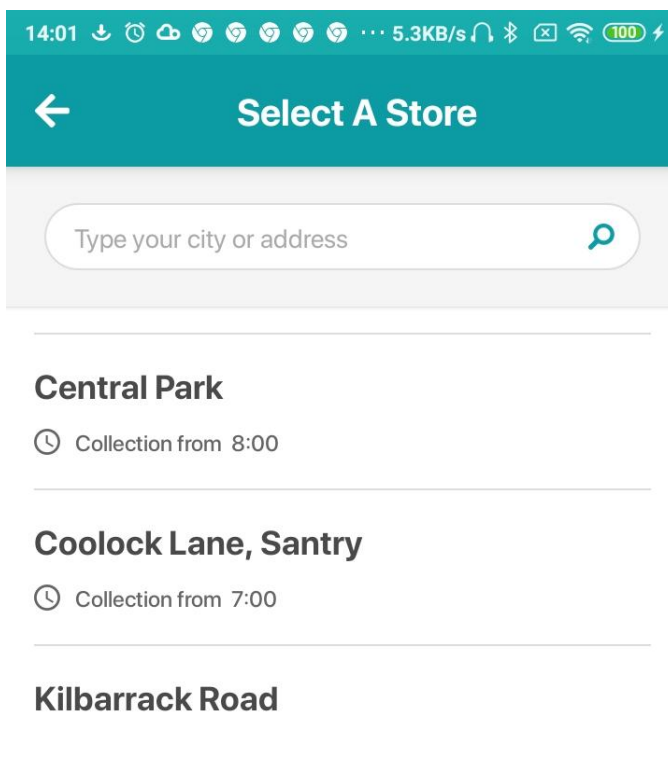 14:01 ... 5.3KB/s 100
Select A Store
Type your city or address
Central Park
Collection from 8:00
Coolock Lane, Santry
Collection from 7:00
Kilbarrack Road